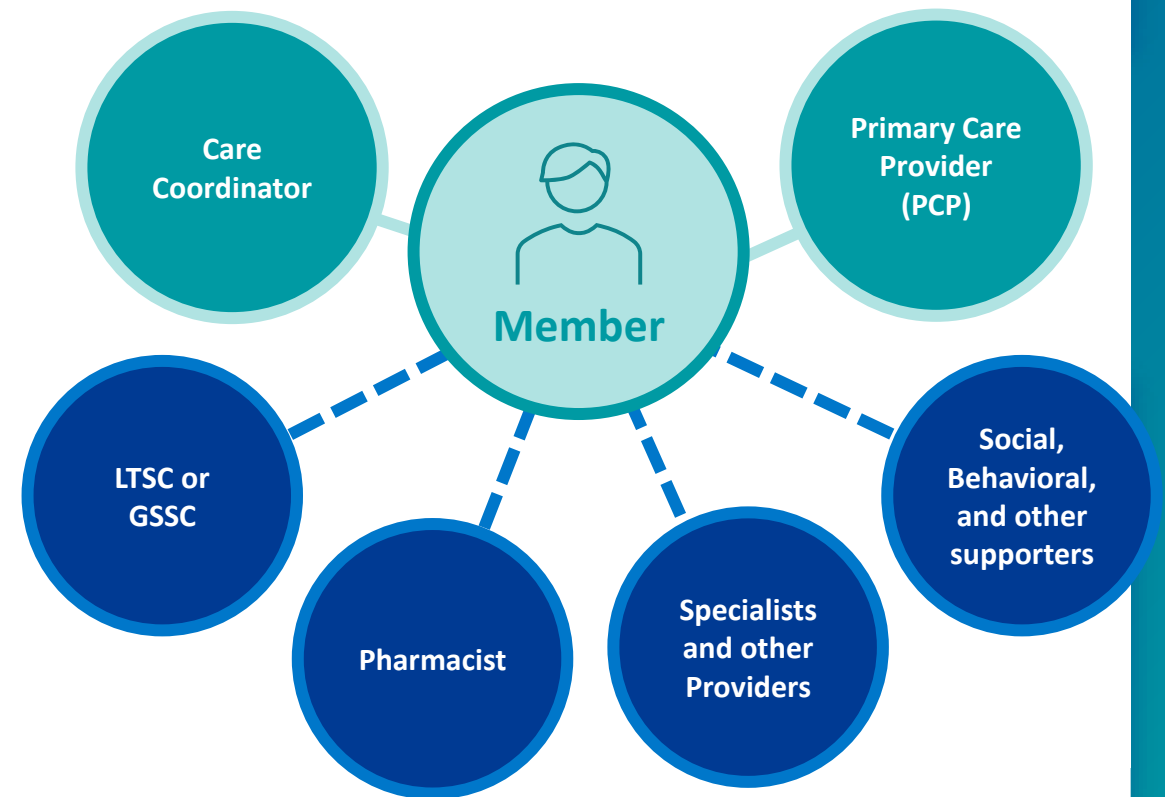 Care
Coordinator
Primary Care
Provider
(PCP)
Member
LTSC or
GSSC
Pharmacist
Specialists
and other
Providers
Social,
Behavioral,
and other
supporters